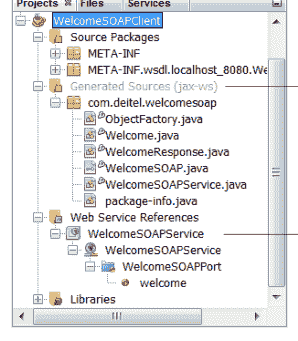 Projects Files Services
WelcomeSOAPClient
Source Packages
META-INF
META-INF.wsdl.localhost_8080.We
Generated Sources (jax-ws)
com.deitel.welcomesoap
ObjectFactory.java
Welcome.java
WelcomeResponse.java
WelcomeSOAP.java
WelcomeSOAPService.java
package-info.java
Web Service References
WelcomeSOAPService
WelcomeSOAPService
WelcomeSOAPPort
welcome
Libraries